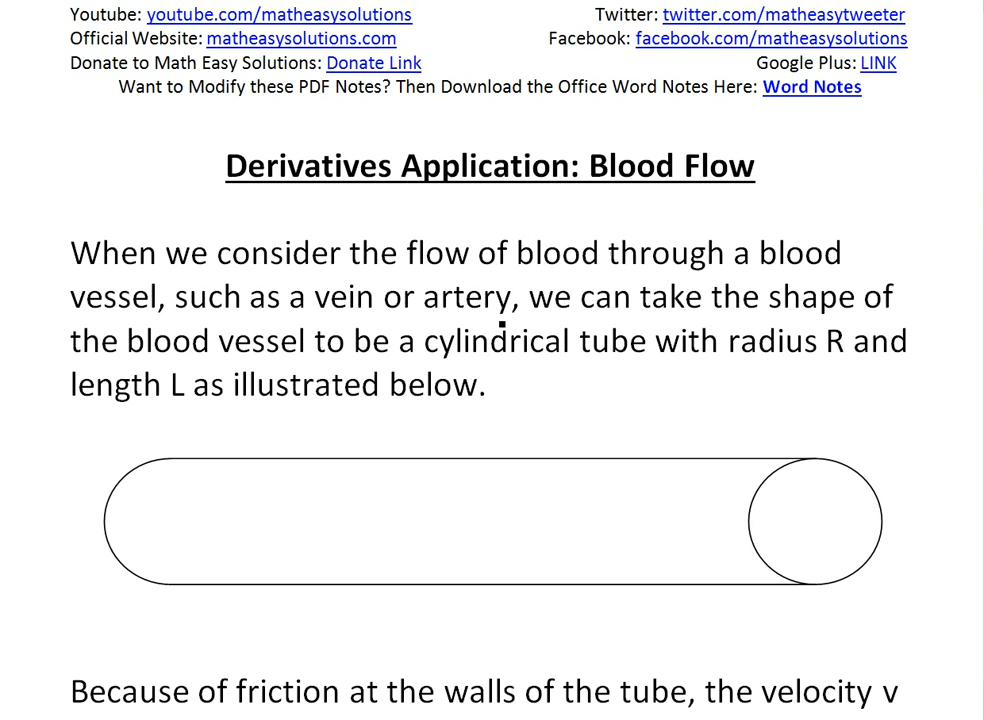 Youtube: youtube.com/matheasysolutions Twitter: twitter.com/matheasytweeter
Official Website: matheasysolutions.com Facebook: facebook.com/matheasysolutions
Donate to Math Easy Solutions: Donate Link Google Plus: LINK
Want to Modify these PDF Notes? Then Download the Office Word Notes Here: Word Notes
Derivatives Application: Blood Flow
When we consider the flow of blood through a blood
vessel, such as a vein or artery, we can take the shape of
the blood vessel to be a cylindrical tube with radius R and
length L as illustrated below.
Because of friction at the walls of the tube, the velocity v